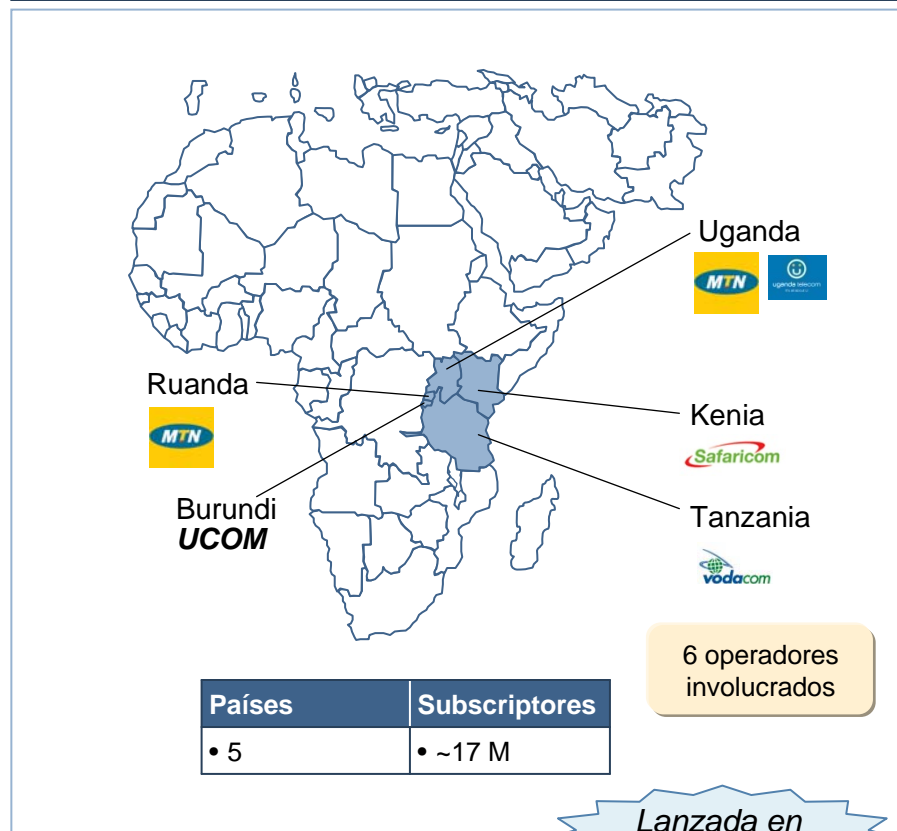 Uganda
MTN
uganda telecom
Ruanda
MTN
Kenia
Safaricom
Burundi
UCOM
Tanzania
vodacom
6 operadores
involucrados
Países
Subscriptores
• 5
• ~17 M
Lanzada en